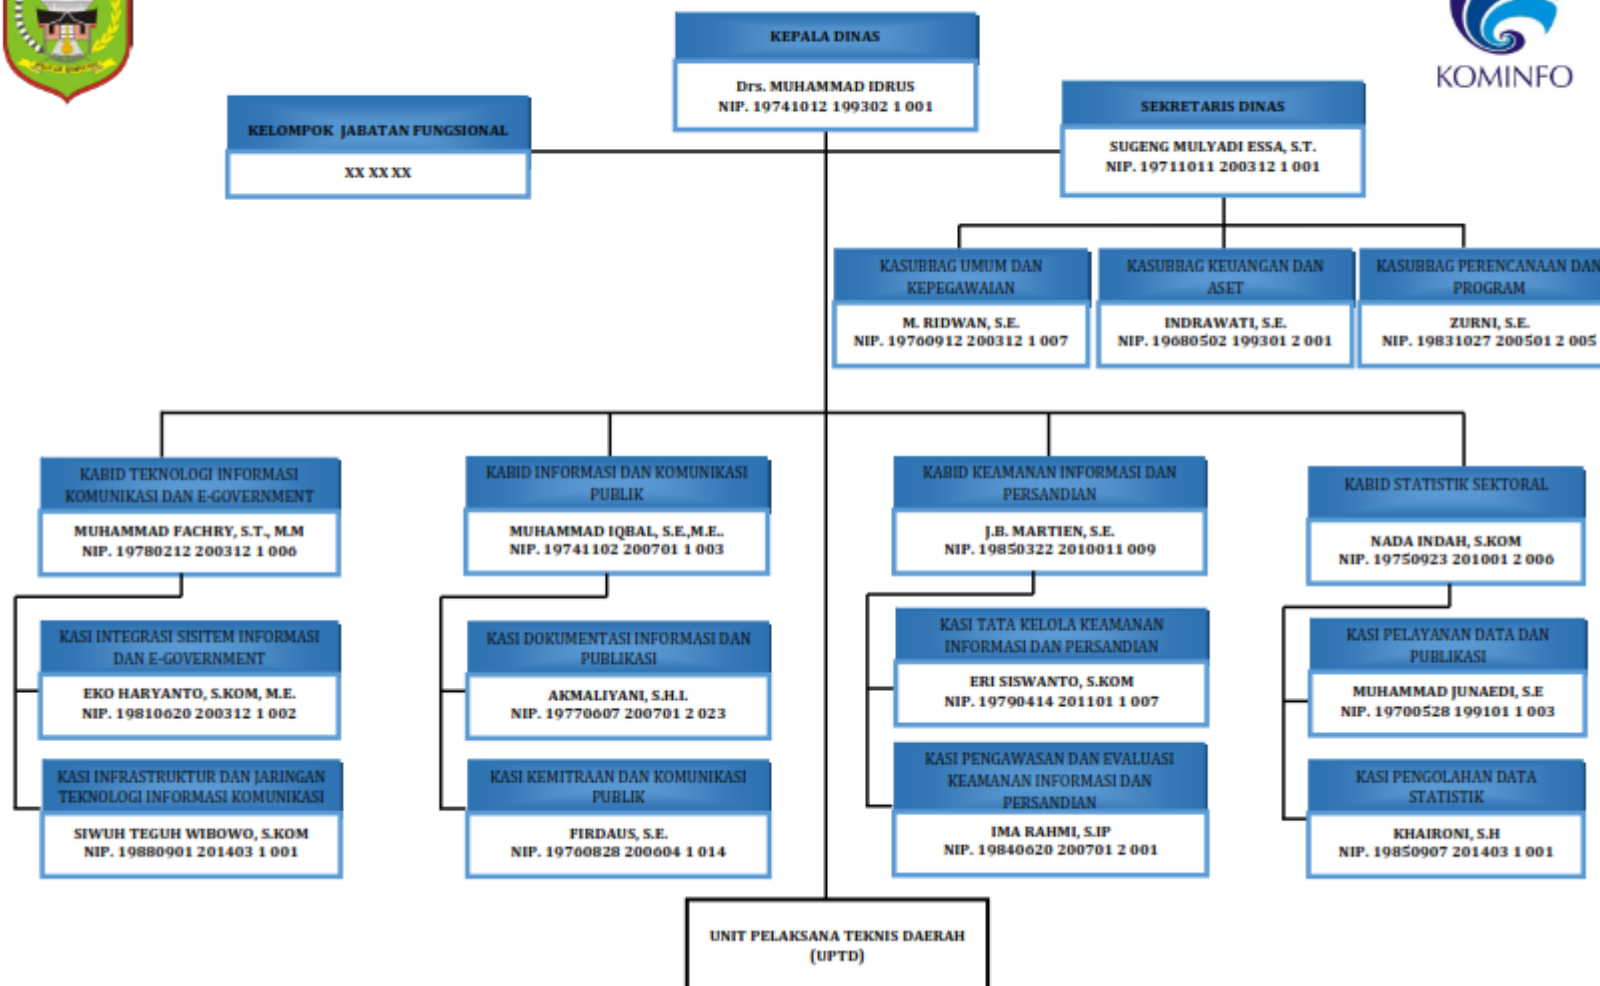 KEPALA DINAS
Drs. MUHAMMAD IDRUS
NIP. 19741012 199302 1 001
KOMINFO
KELOMPOK JABATAN FUNGSIONAL
XX XX XX
SEKRETARIS DINAS
SUGENG MULYADI ESSA, S.T.
NIP. 19711011 200312 1 001
KASUBBAG UMUM DAN
KEPEGAWAIAN
M. RIDWAN, S.E.
NIP. 19760912 200312 1 007
KASUBBAG KEUANGAN DAN
ASET
INDRAWATI, S.E.
NIP. 19680502 199301 2 001
KASUBBAG PERENCANAAN DAN
PROGRAM
ZURNI, S.E.
NIP. 19831027 200501 2 005
KABID TEKNOLOGI INFORMASI
KOMUNIKASI DAN E-GOVERNMENT
MUHAMMAD FACHRY, S.T., M.M
NIP. 19780212 200312 1 006
KASI INTEGRASI SISITEM INFORMASI
DAN E-GOVERNMENT
EKO HARYANTO, S.KOM, M.E.
NIP. 19810620 200312 1 002
KASI INFRASTRUKTUR DAN JARINGAN
TEKNOLOGI INFORMASI KOMUNIKASI
SIWUH TEGUH WIBOWO, S.KOM
NIP. 19880901 201403 1 001
KABID INFORMASI DAN KOMUNIKASI
PUBLIK
MUHAMMAD IQBAL, S.E,M.E..
NIP. 19741102 200701 1 003
KASI DOKUMENTASI INFORMASI DAN
PUBLIKASI
AKMALIYANI, S.H.I.
NIP. 19770607 200701 2 023
KASI KEMITRAAN DAN KOMUNIKASI
PUBLIK
FIRDAUS, S.E.
NIP. 19760828 200604 1 014
KABID KEAMANAN INFORMASI DAN
PERSANDIAN
J.B. MARTIEN, S.E.
NIP. 19850322 2010011 009
KASI TATA KELOLA KEAMANAN
INFORMASI DAN PERSANDIAN
ERI SISWANTO, S.KOM
NIP. 19790414 201101 1 007
KASI PENGAWASAN DAN EVALUASI
KEAMANAN INFORMASI DAN
PERSANDIAN
IMA RAHMI, S.IP
NIP. 19840620 200701 2 001
KABID STATISTIK SEKTORAL
NADA INDAH, S.KOM
NIP. 19750923 201001 2 006
KASI PELAYANAN DATA DAN
PUBLIKASI
MUHAMMAD JUNAEDI, S.E
NIP. 19700528 199101 1 003
KASI PENGOLAHAN DATA
STATISTIK
KHAIRONI, S.H
NIP. 19850907 201403 1 001
UNIT PELAKSANA TEKNIS DAERAH
(UPTD)